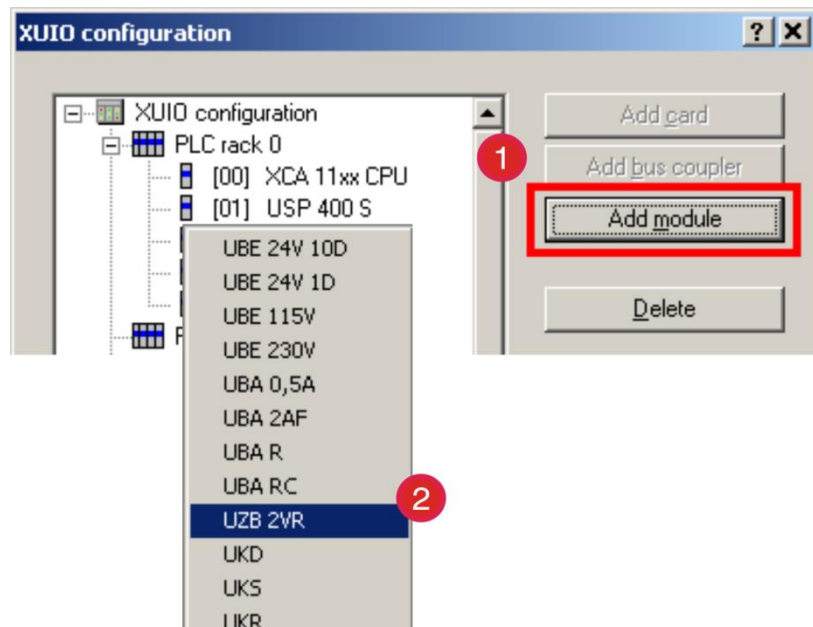 XUIO configuration
XUIO configuration
PLC rack 0
[00] XCA 11xx CPU
[01] USP 400 S
Add card
1
Add bus coupler
Add module
Delete
UBE 24V 10D
UBE 24V 1D
UBE 115V
UBE 230V
UBA 0,5A
UBA 2AF
UBA R
UBA RC
2
UZB 2VR
UKD
UKS
UKR